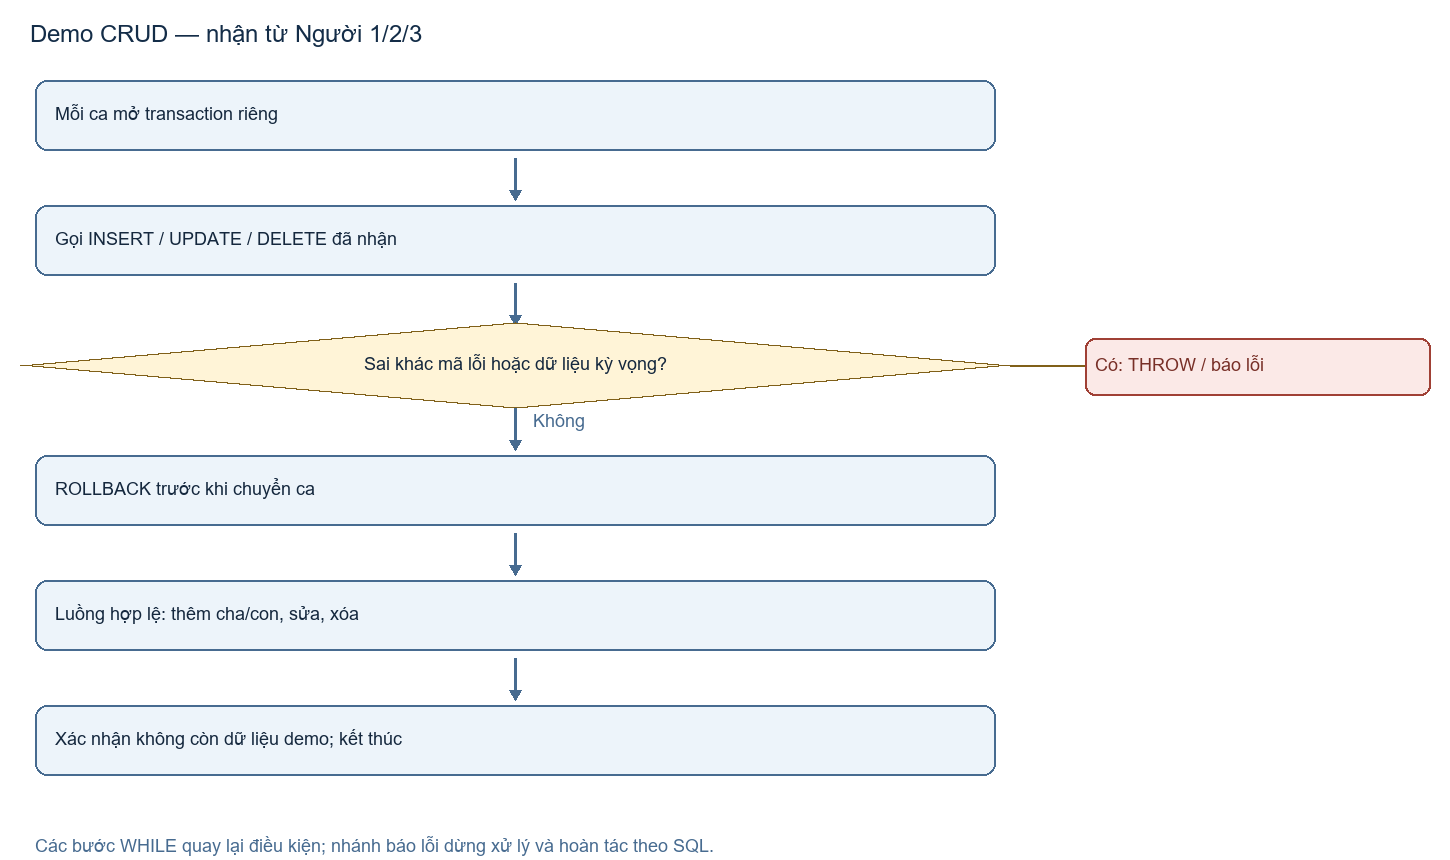 Demo CRUD — nhận từ Người 1/2/3
Mỗi ca mở transaction riêng
Gọi INSERT / UPDATE / DELETE đã nhận
Sai khác mã lỗi hoặc dữ liệu kỳ vọng?
Có: THROW / báo lỗi
Không
ROLLBACK trước khi chuyển ca
Luồng hợp lệ: thêm cha/con, sửa, xóa
Xác nhận không còn dữ liệu demo; kết thúc
Các bước WHILE quay lại điều kiện; nhánh báo lỗi dừng xử lý và hoàn tác theo SQL.